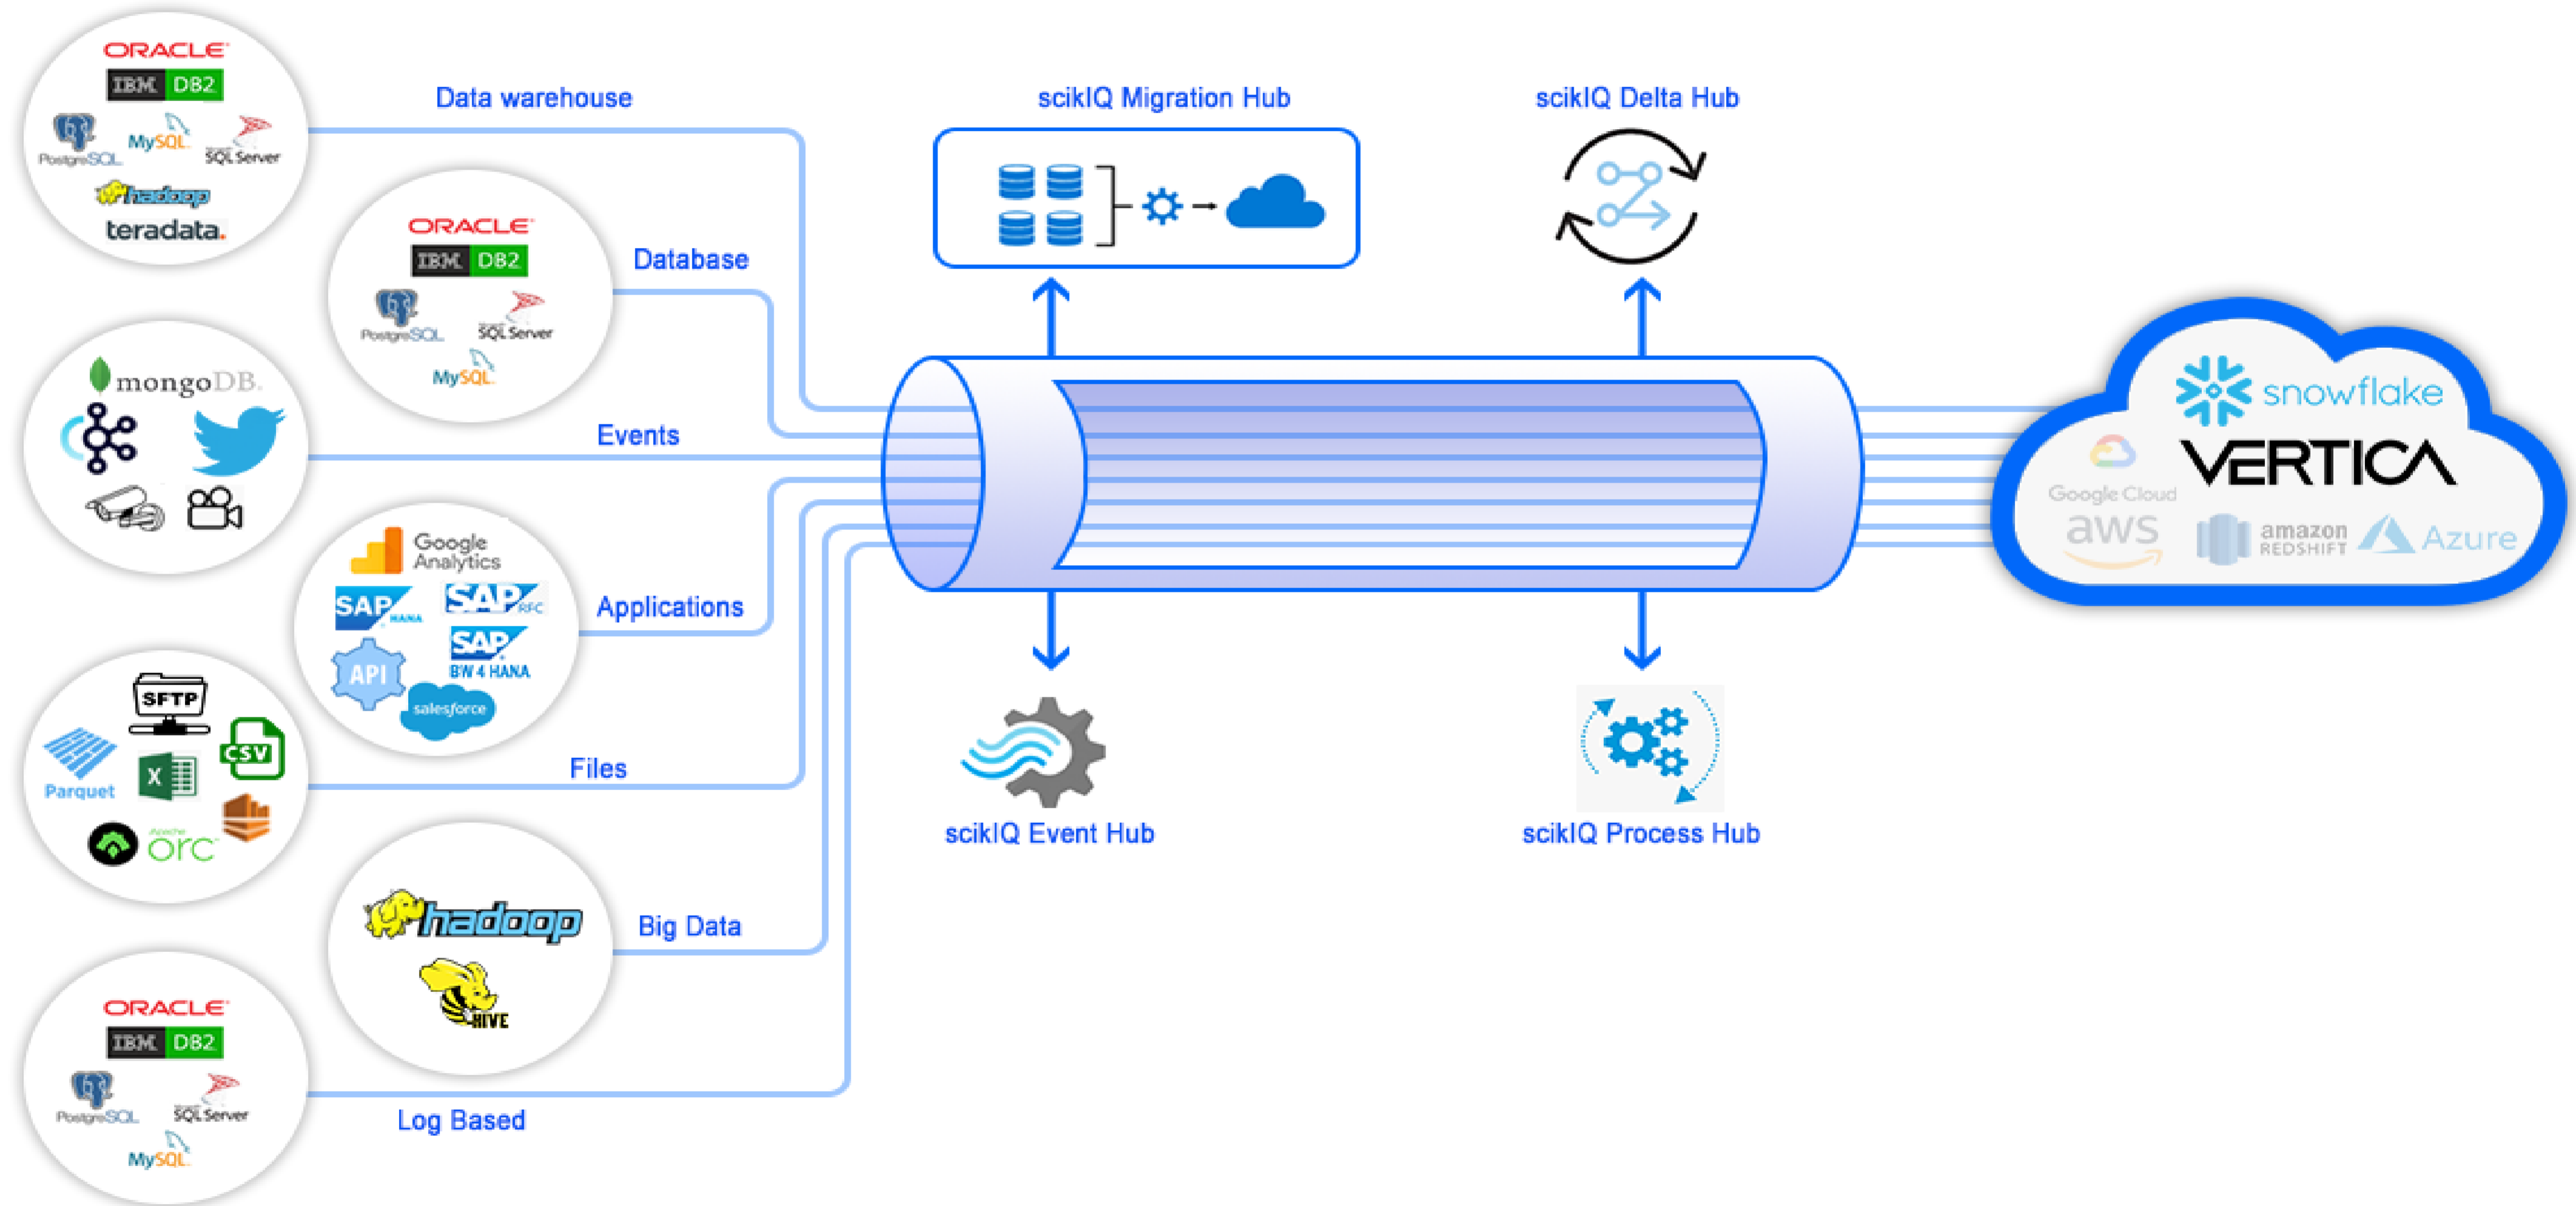 ORACLE
IBM DB2
PostgreSQL
MySQL
SQL Server
hadoop
teradata.
Data warehouse
ORACLE
IBM DB2
PostgreSQL
SQL Server
MySQL
Database
mongoDB.
Events
Google
Analytics
SAP HANA
SAP RFC
SAP
BW 4 HANA
API
salesforce
Applications
SFTP
Parquet
X
CSV
Apache
orc
Files
hadoop
HIVE
Big Data
ORACLE
IBM DB2
PostgreSQL
SQL Server
MySQL
Log Based
scikIQ Migration Hub
scikIQ Delta Hub
scikIQ Event Hub
scikIQ Process Hub
snowflake
VERTICA
Google Cloud
aws
amazon
REDSHIFT
Azure